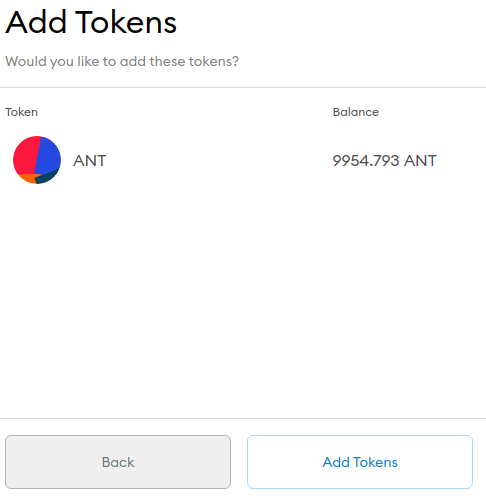 Add Tokens
Would you like to add these tokens?
Token Balance
ANT 9954.793 ANT
Back Add Tokens